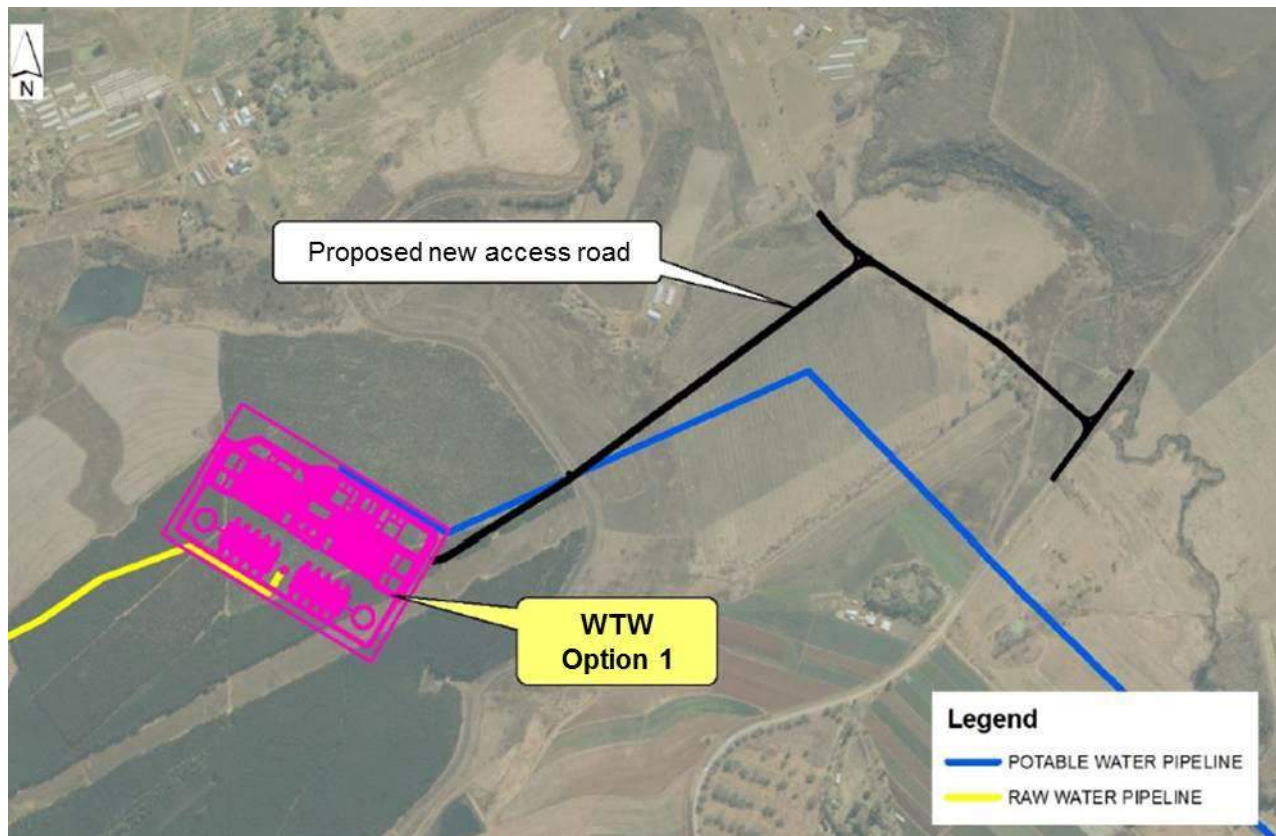 N
Proposed new access road
WTW
Option 1
Legend
POTABLE WATER PIPELINE
RAW WATER PIPELINE